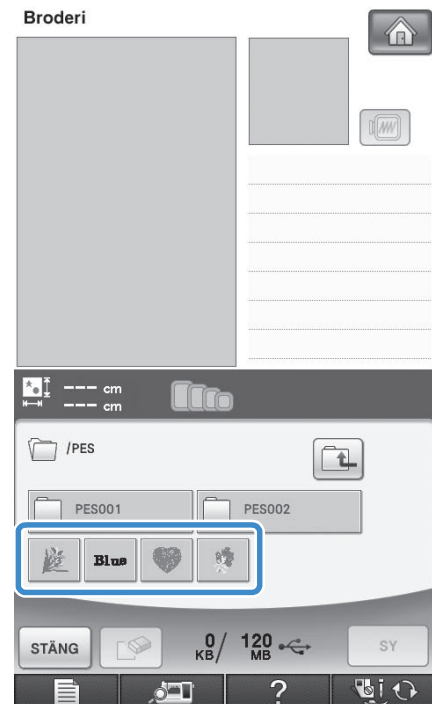 Broderi
--- cm
--- cm
/PES
PES001 PES002
Blue
STÄNG 0 KB/ 120 MB SY
?